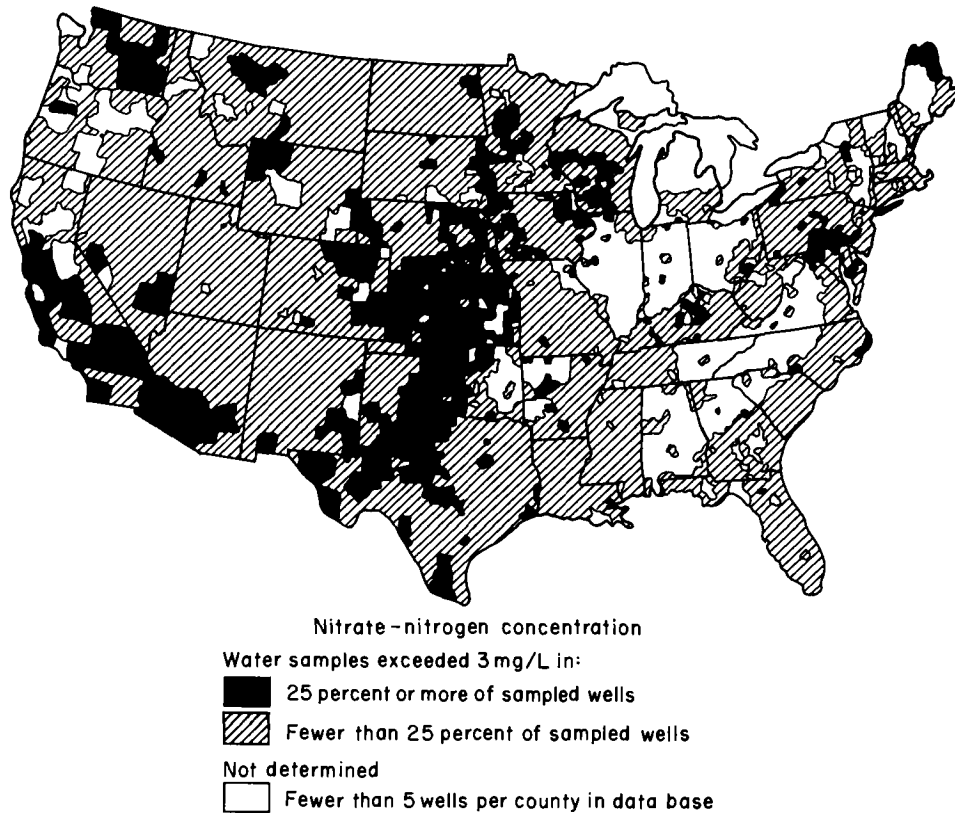 Nitrate-nitrogen concentration
Water samples exceeded 3 mg/L in:
25 percent or more of sampled wells
Fewer than 25 percent of sampled wells
Not determined
Fewer than 5 wells per county in data base